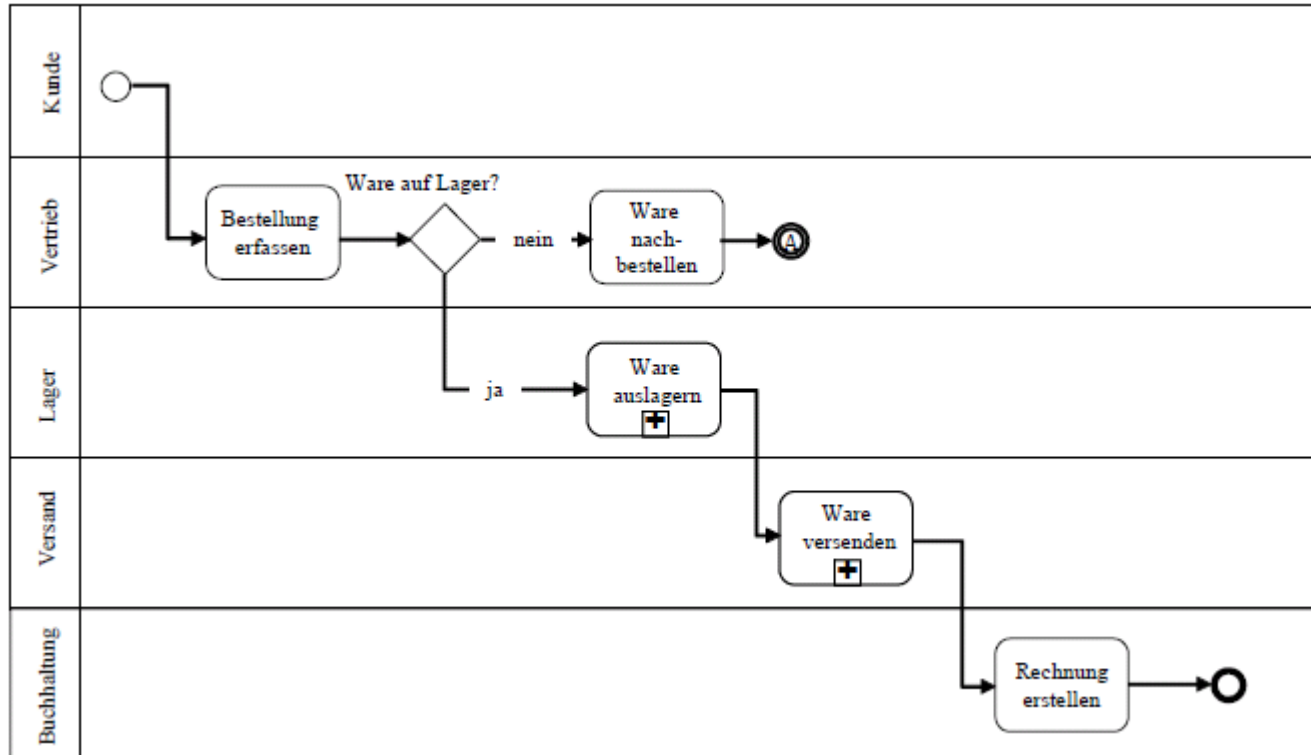 Kunde
Vertrieb
Ware auf Lager?
Bestellung
erfassen
nein
Ware
nach-
bestellen
A
Lager
ja
Ware
auslagern
Versand
Ware
versenden
Buchhaltung
Rechnung
erstellen